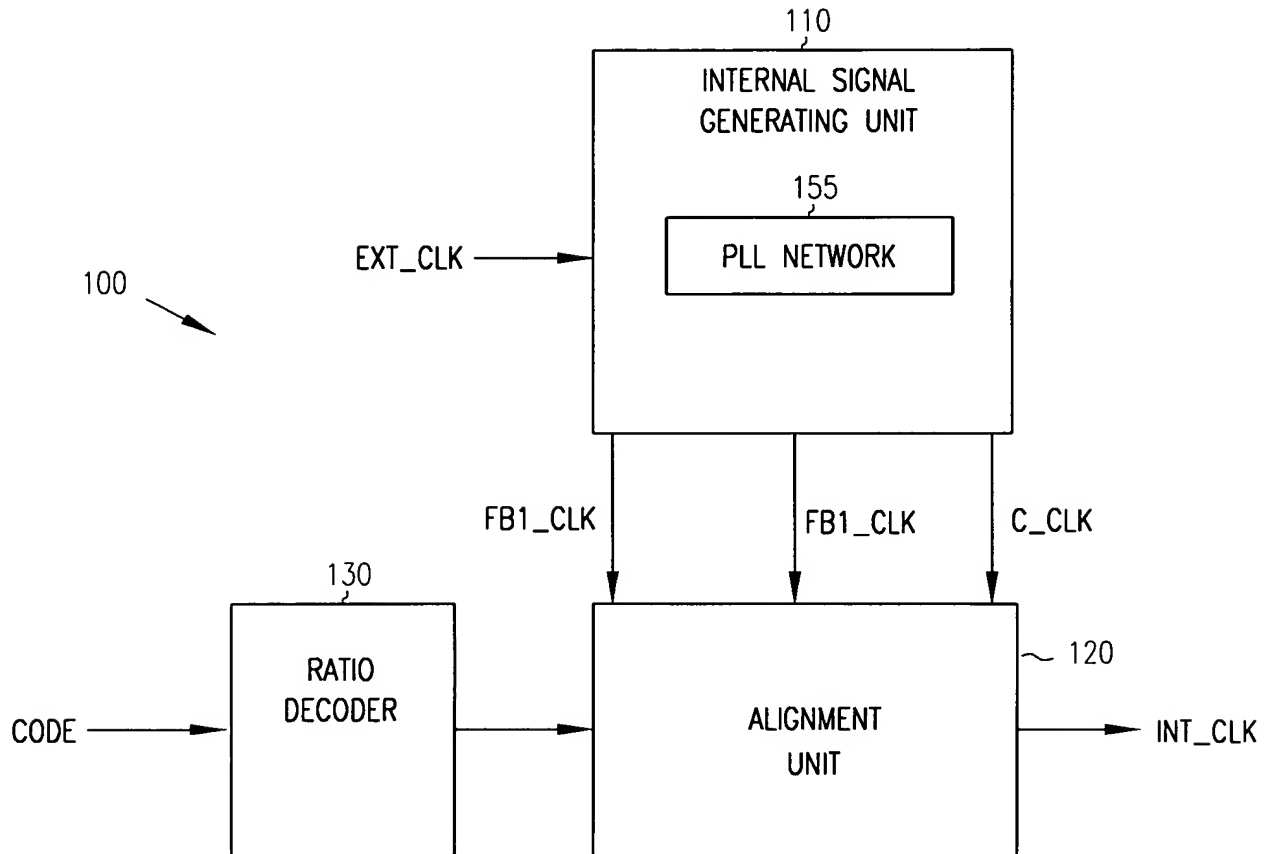 110
INTERNAL SIGNAL
GENERATING UNIT
155
PLL NETWORK
EXT_CLK
100
FB1_CLK
FB1_CLK
C_CLK
130
RATIO
DECODER
120
CODE
ALIGNMENT
UNIT
INT_CLK